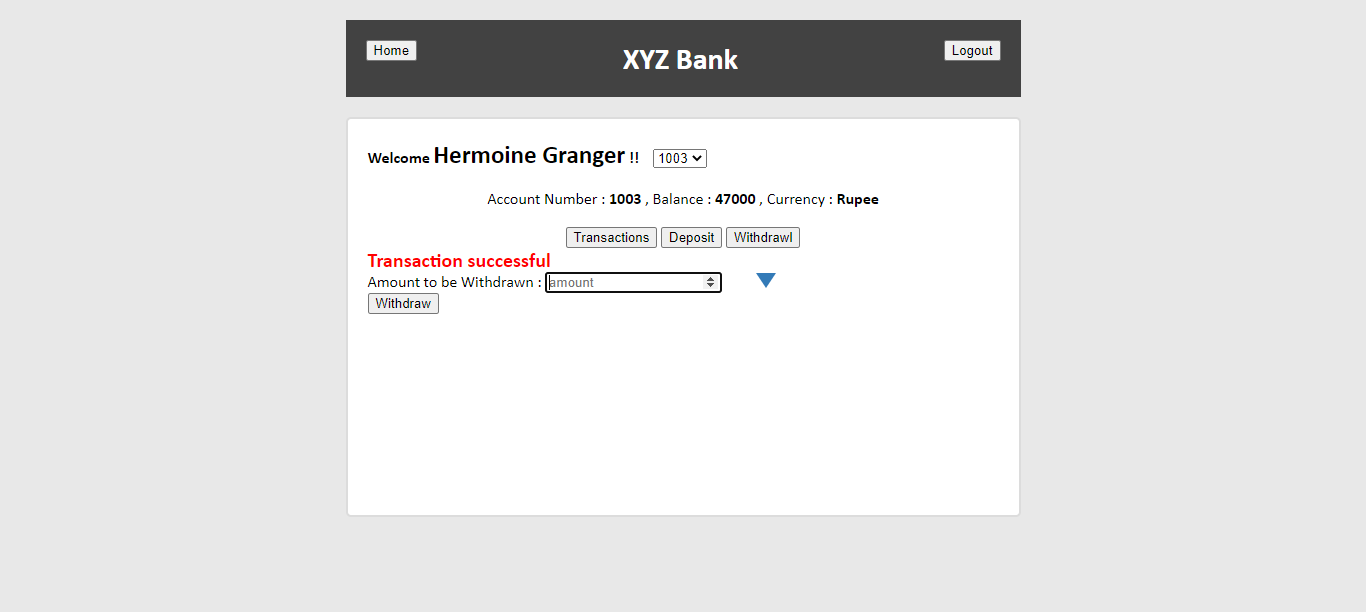 Home
XYZ Bank
Logout
Welcome Hermoine Granger !! 1003
Account Number : 1003 , Balance : 47000 , Currency : Rupee
Transactions Deposit Withdrawl
Transaction successful
Amount to be Withdrawn : amount
Withdraw